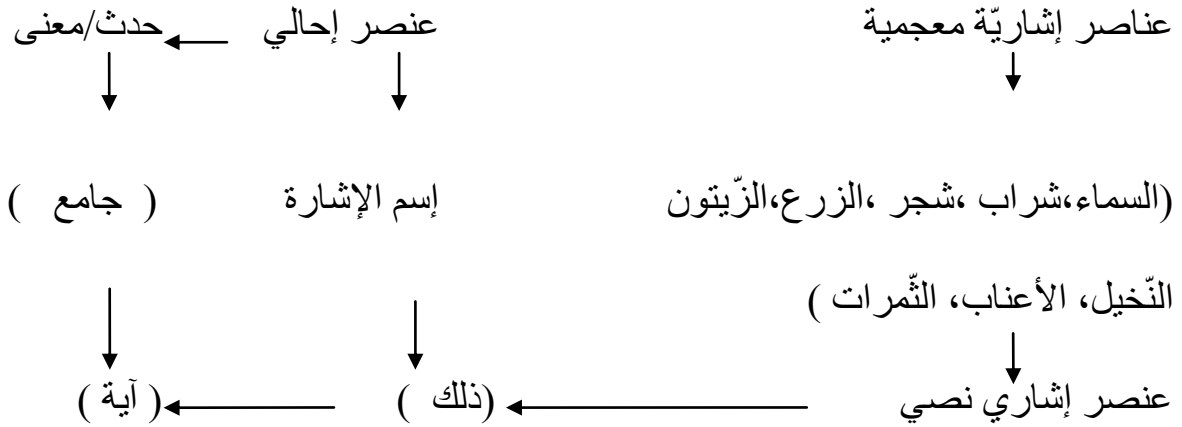 عناصر إشاريّة معجمية عنصر إحالي حدث/معنى
(السماء،شراب ،شجر ،الزرع،الزّيتون إسم الإشارة ( جامع )
النّخيل، الأعناب، الثّمرات )
عنصر إشاري نصي (ذلك ) ( آية )